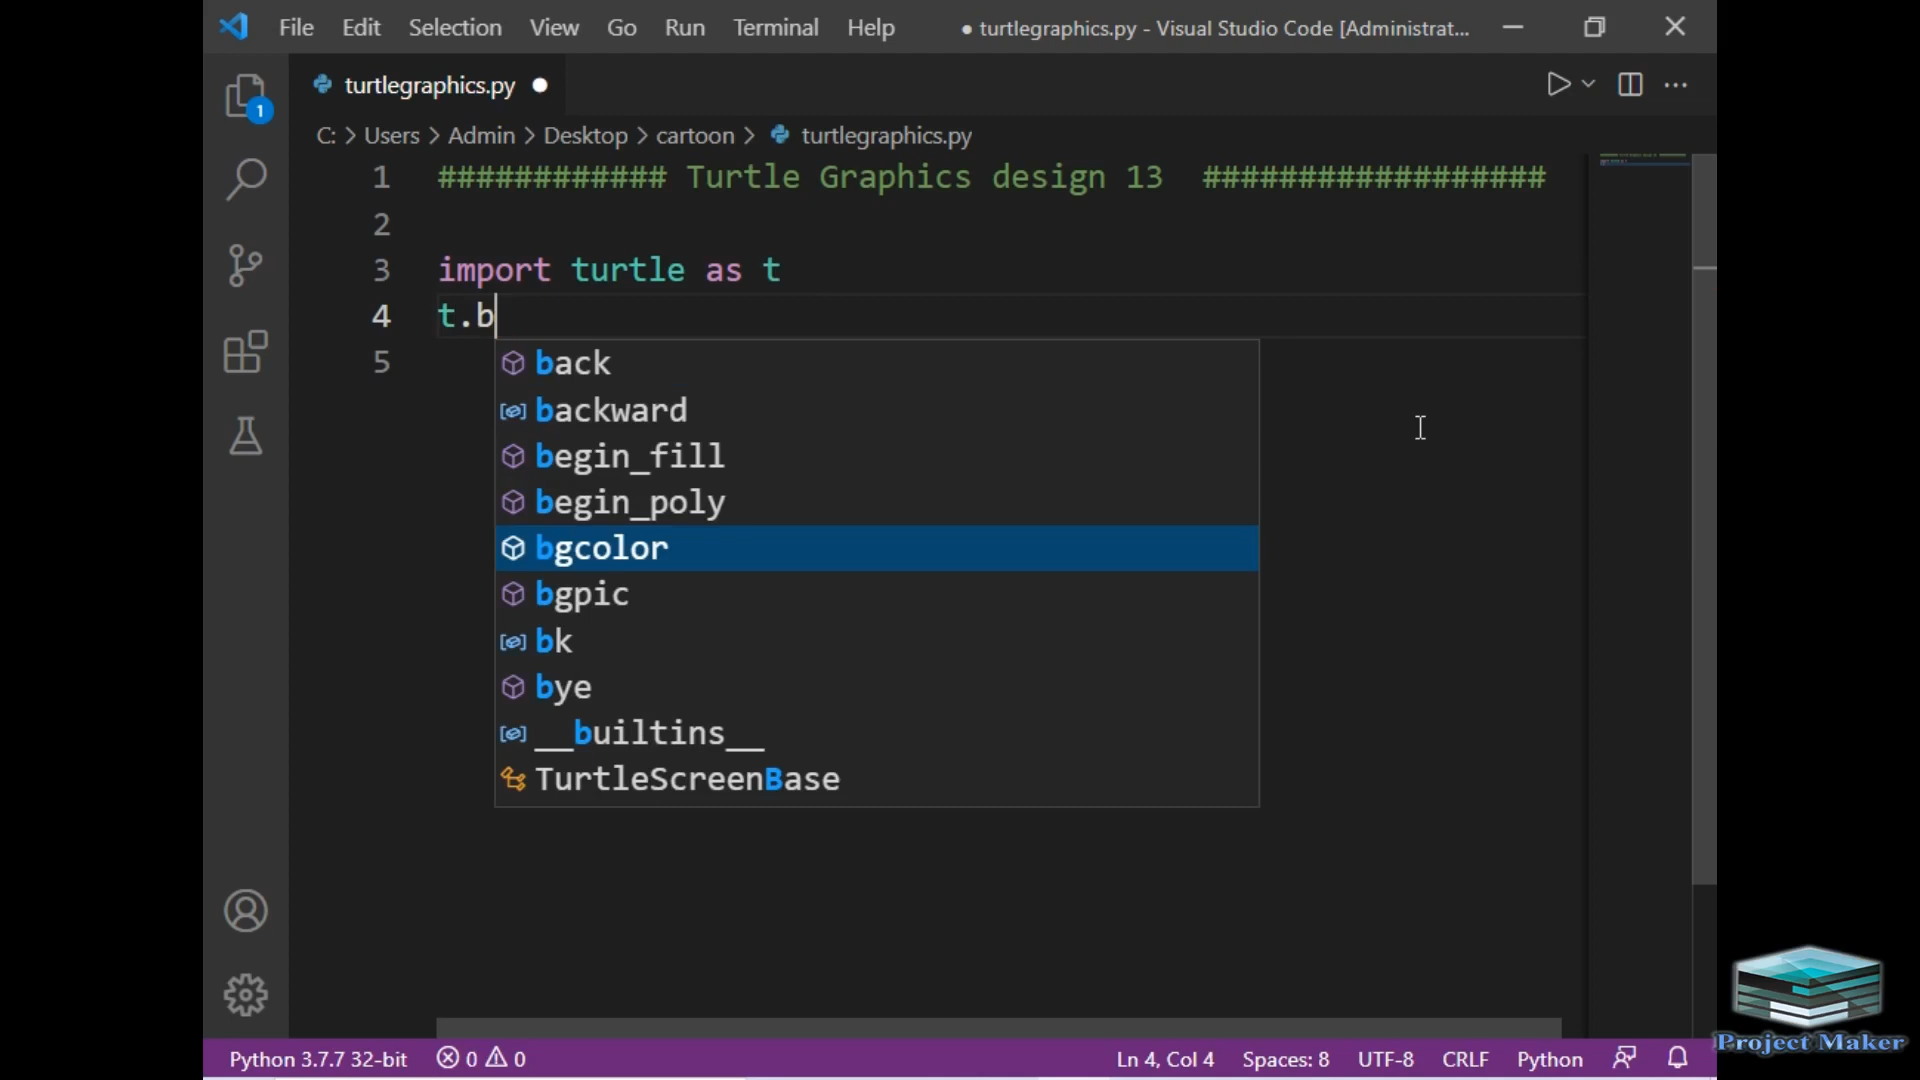 File Edit Selection View Go Run Terminal Help ● turtlegraphics.py - Visual Studio Code [Administrat...
turtlegraphics.py ●
1
C: > Users > Admin > Desktop > cartoon > turtlegraphics.py
1 ############ Turtle Graphics design 13 ##################
2
3 import turtle as t
4 t.b
5
back
backward
begin_fill
begin_poly
bgcolor
bgpic
bk
bye
__builtins__
TurtleScreenBase
Python 3.7.7 32-bit 0 0 Ln 4, Col 4 Spaces: 8 UTF-8 CRLF Python
Project Maker